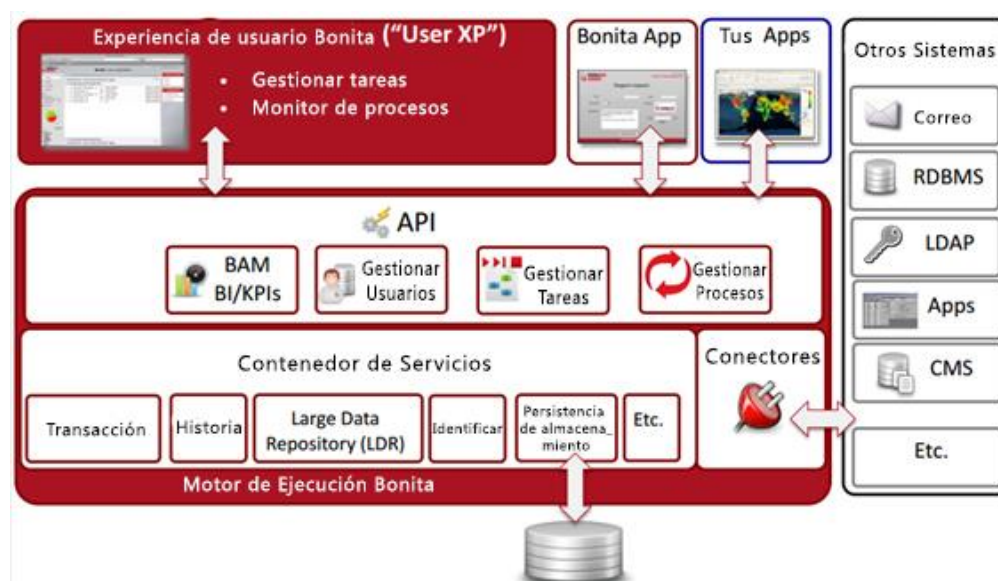 Experiencia de usuario Bonita (“User XP”)
• Gestionar tareas
• Monitor de procesos
Bonita App
Tus Apps
Otros Sistemas
Correo
RDBMS
LDAP
Apps
CMS
Etc.
API
BAM
BI/KPIs
Gestionar
Usuarios
Gestionar
Tareas
Gestionar
Procesos
Contenedor de Servicios
Transacción
Historia
Large Data
Repository (LDR)
Identificar
Persistencia
de almacena_
miento
Etc.
Conectores
Motor de Ejecución Bonita